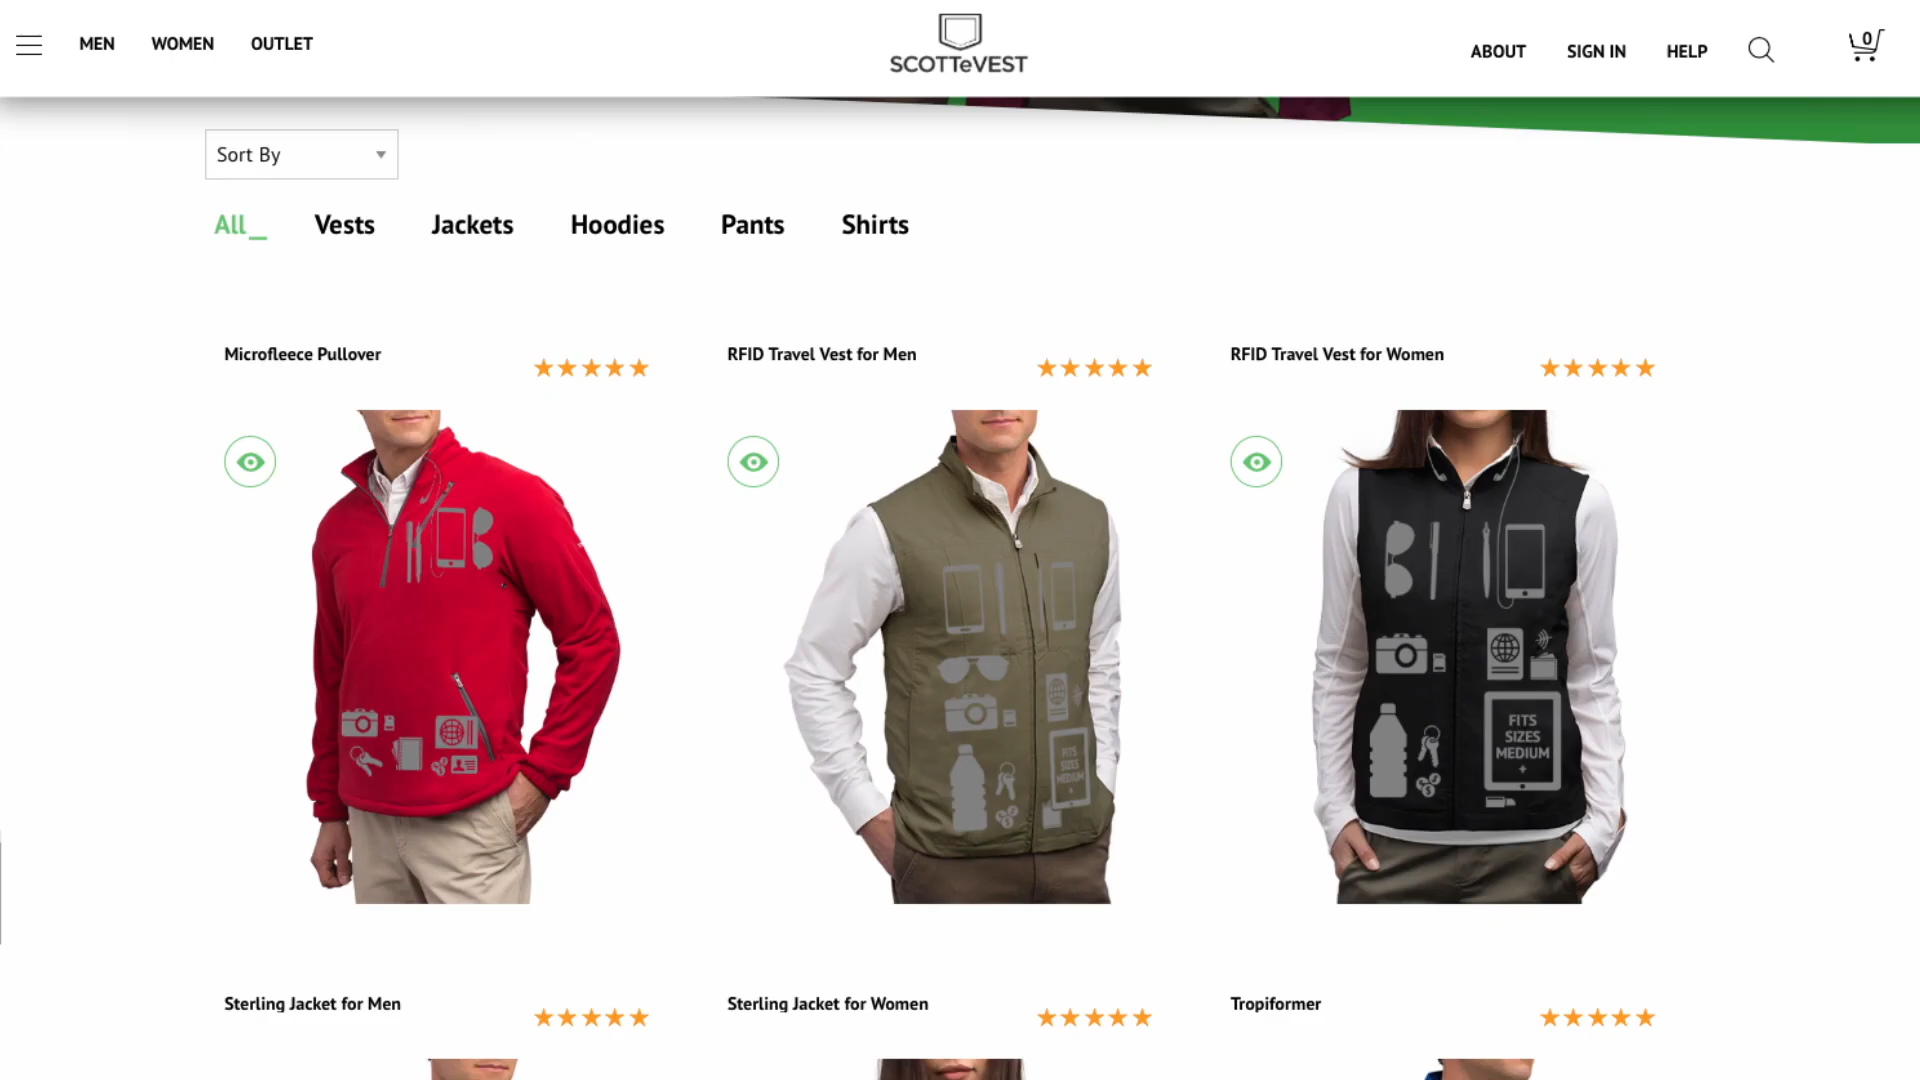 MEN WOMEN OUTLET
SCOTTeVEST
ABOUT SIGN IN HELP
0
Sort By
All_ Vests Jackets Hoodies Pants Shirts
Microfleece Pullover
RFID Travel Vest for Men
RFID Travel Vest for Women
FITS
SIZES
MEDIUM
+
FITS
SIZES
MEDIUM
+
Sterling Jacket for Men
Sterling Jacket for Women
Tropiformer